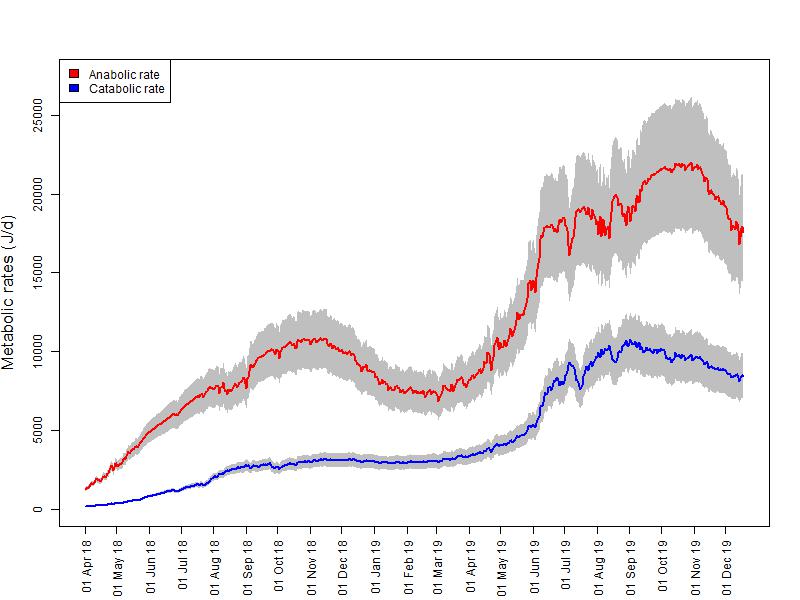 Anabolic rate
Catabolic rate
Metabolic rates (J/d)
25000
20000
15000
10000
5000
0
01 Apr 18
01 May 18
01 Jun 18
01 Jul 18
01 Aug 18
01 Sep 18
01 Oct 18
01 Nov 18
01 Dec 18
01 Jan 19
01 Feb 19
01 Mar 19
01 Apr 19
01 May 19
01 Jun 19
01 Jul 19
01 Aug 19
01 Sep 19
01 Oct 19
01 Nov 19
01 Dec 19